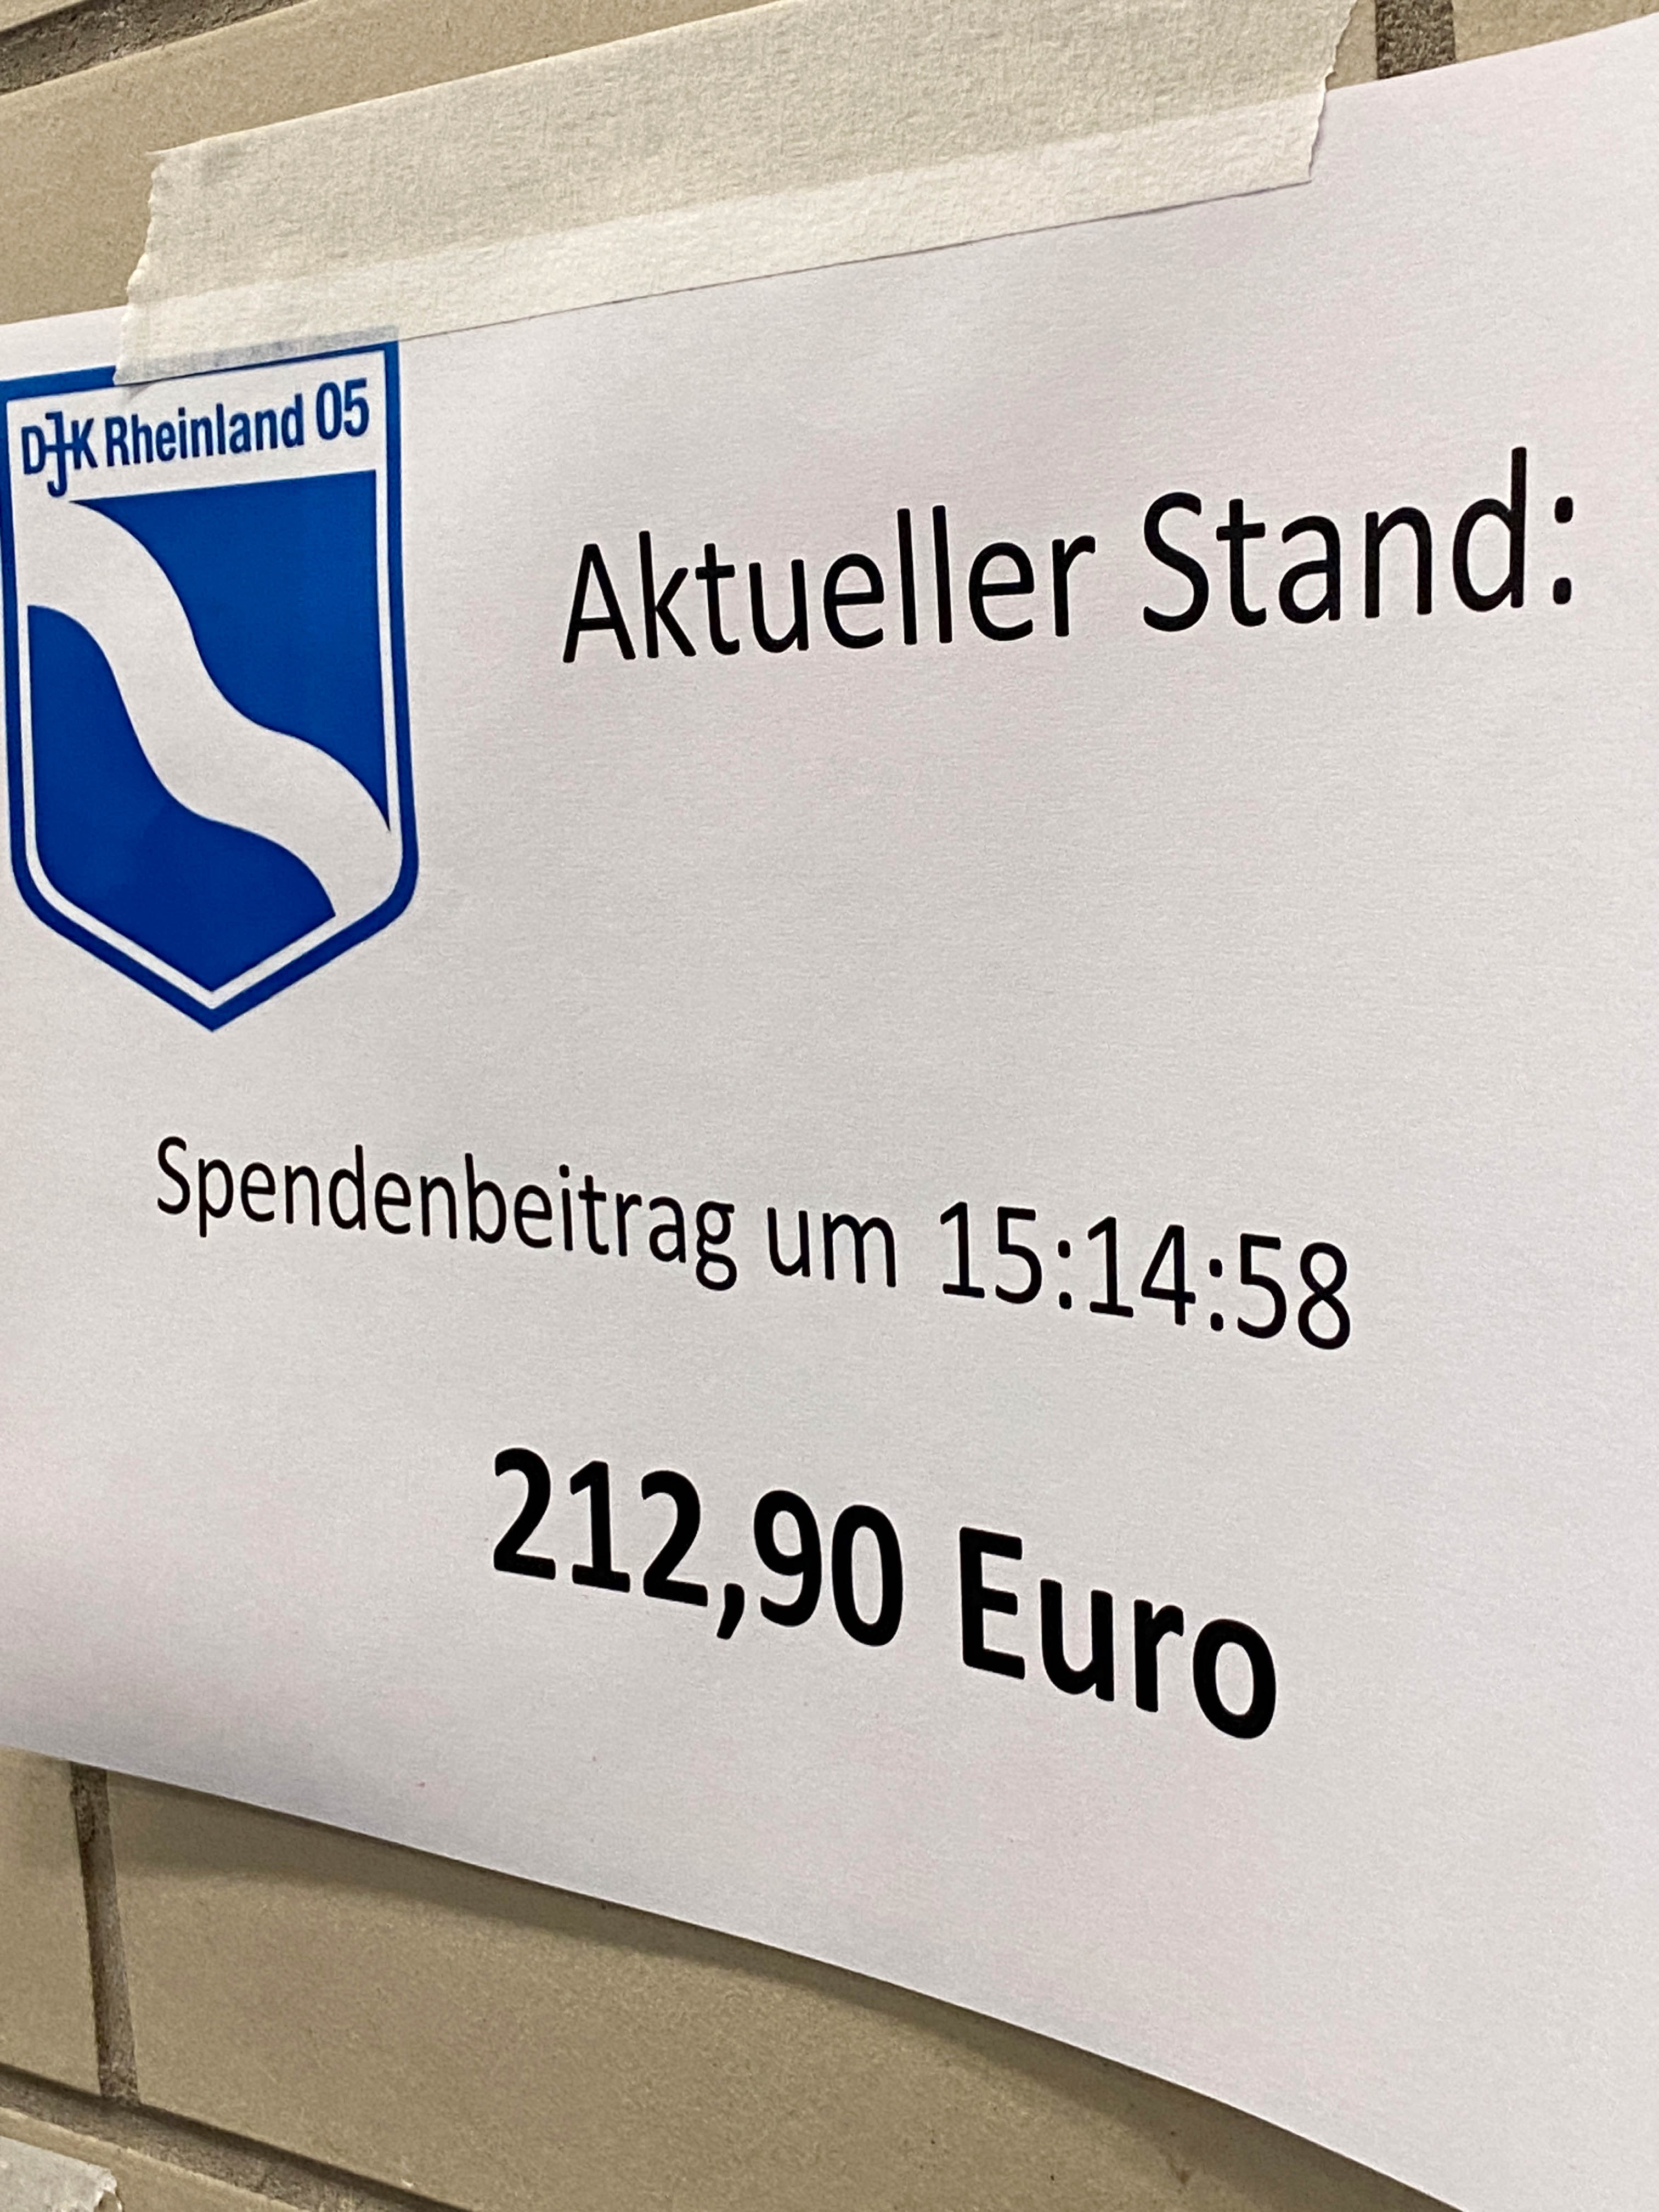 DJK Rheinland 05
Aktueller Stand:
Spendenbeitrag um 15:14:58
212,90 Euro